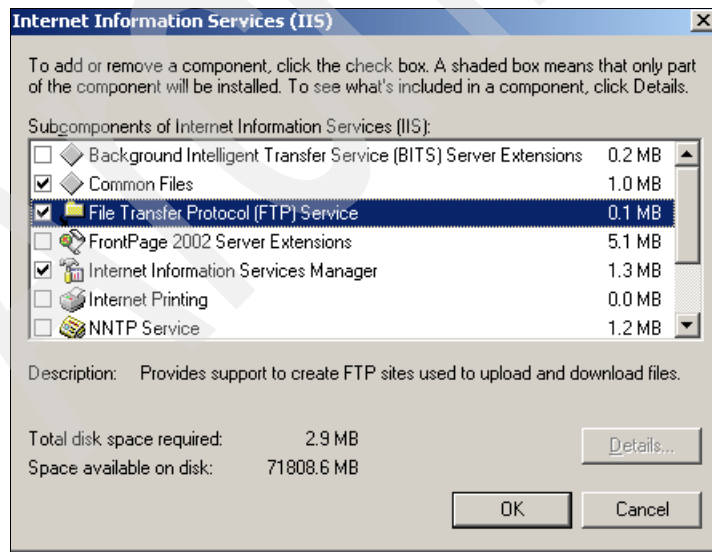 Internet Information Services (IIS)
To add or remove a component, click the check box. A shaded box means that only part
of the component will be installed. To see what's included in a component, click Details.
Subcomponents of Internet Information Services (IIS):
Background Intelligent Transfer Service (BITS) Server Extensions 0.2 MB
Common Files 1.0 MB
File Transfer Protocol (FTP) Service 0.1 MB
FrontPage 2002 Server Extensions 5.1 MB
Internet Information Services Manager 1.3 MB
Internet Printing 0.0 MB
NNTP Service 1.2 MB
Description: Provides support to create FTP sites used to upload and download files.
Total disk space required: 2.9 MB
Details...
Space available on disk: 71808.6 MB
OK Cancel